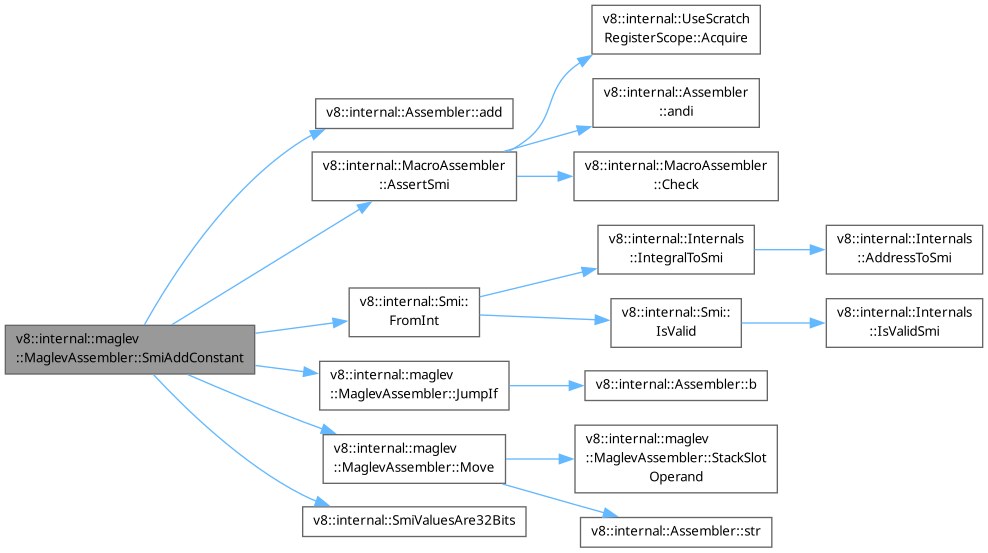 v8::internal::maglev
::MaglevAssembler::SmiAddConstant
v8::internal::Assembler::add
v8::internal::MacroAssembler
::AssertSmi
v8::internal::UseScratch
RegisterScope::Acquire
v8::internal::Assembler
::andi
v8::internal::MacroAssembler
::Check
v8::internal::Smi::
FromInt
v8::internal::Internals
::IntegralToSmi
v8::internal::Internals
::AddressToSmi
v8::internal::Smi::
IsValid
v8::internal::Internals
::IsValidSmi
v8::internal::maglev
::MaglevAssembler::JumpIf
v8::internal::Assembler::b
v8::internal::maglev
::MaglevAssembler::Move
v8::internal::maglev
::MaglevAssembler::StackSlot
Operand
v8::internal::Assembler::str
v8::internal::SmiValuesAre32Bits